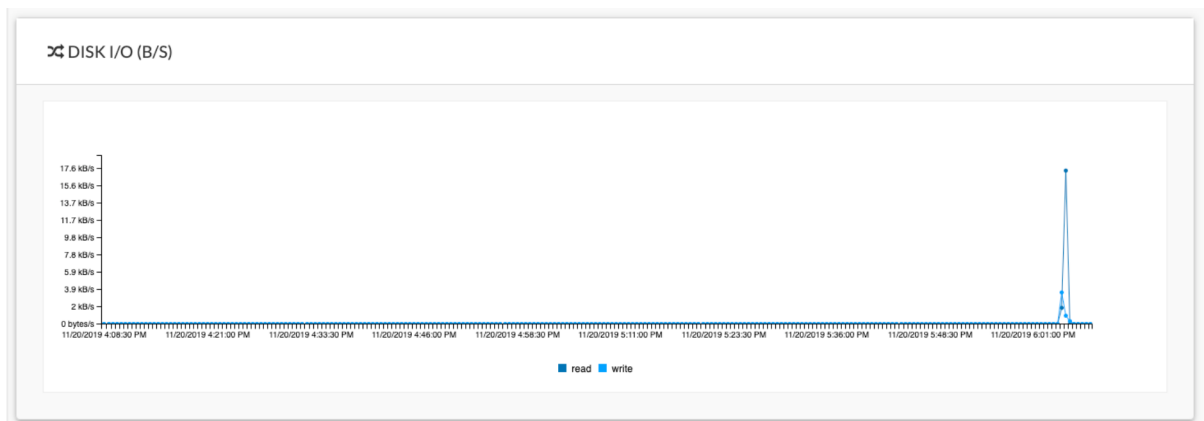 DISK I/O (B/S)
17.6 kB/s
15.6 kB/s
13.7 kB/s
11.7 kB/s
9.8 kB/s
7.8 kB/s
5.9 kB/s
3.9 kB/s
2 kB/s
0 bytes/s
11/20/2019 4:08:30 PM 11/20/2019 4:21:00 PM 11/20/2019 4:33:30 PM 11/20/2019 4:46:00 PM 11/20/2019 4:58:30 PM 11/20/2019 5:11:00 PM 11/20/2019 5:23:30 PM 11/20/2019 5:36:00 PM 11/20/2019 5:48:30 PM 11/20/2019 6:01:00 PM
read write